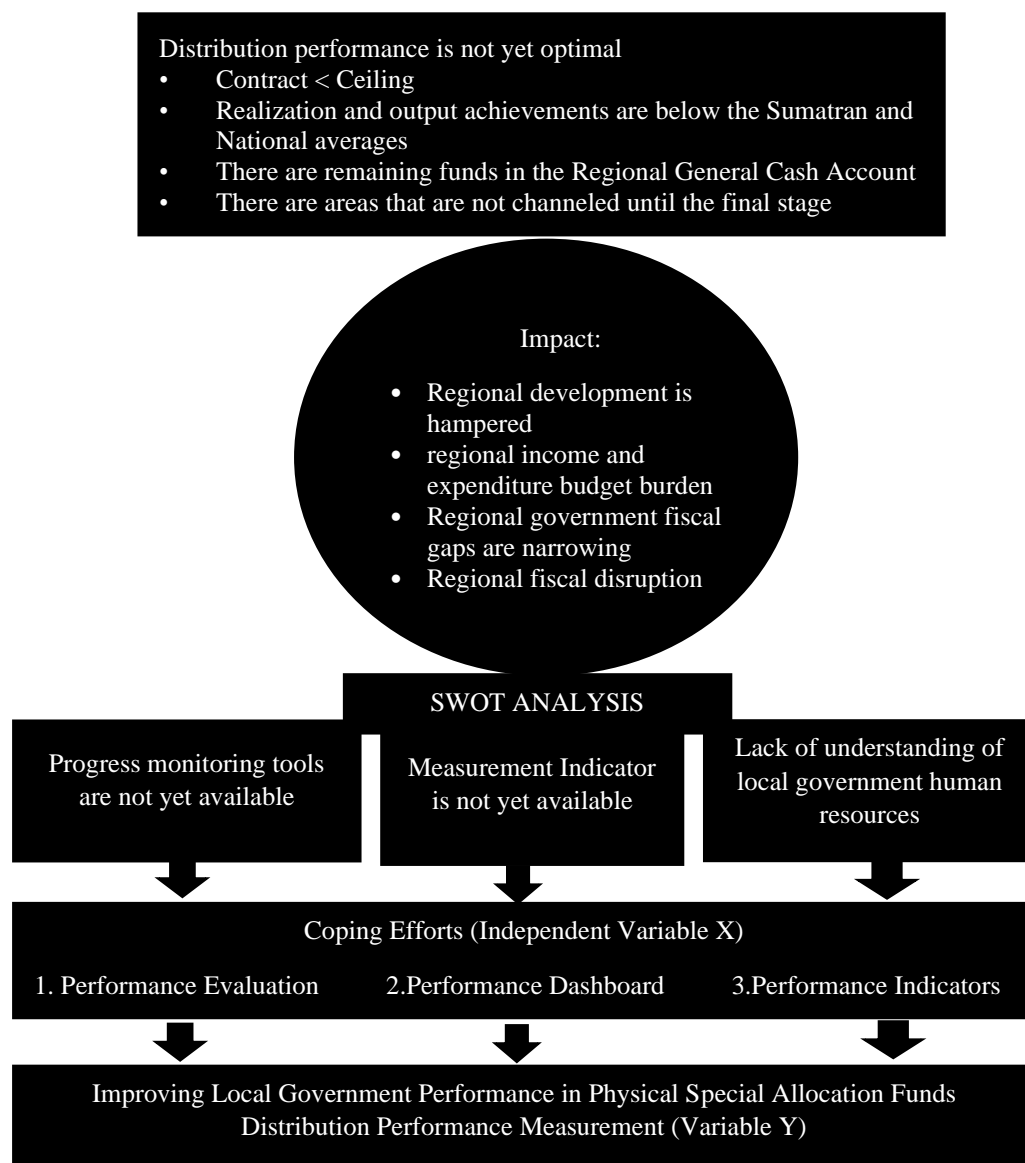 Distribution performance is not yet optimal
• Contract < Ceiling
• Realization and output achievements are below the Sumatran and
National averages
• There are remaining funds in the Regional General Cash Account
• There are areas that are not channeled until the final stage
Impact:
• Regional development is
hampered
• regional income and
expenditure budget burden
• Regional government fiscal
gaps are narrowing
• Regional fiscal disruption
SWOT ANALYSIS
Progress monitoring tools
are not yet available
Measurement Indicator
is not yet available
Lack of understanding of
local government human
resources
Coping Efforts (Independent Variable X)
1. Performance Evaluation 2.Performance Dashboard 3.Performance Indicators
Improving Local Government Performance in Physical Special Allocation Funds
Distribution Performance Measurement (Variable Y)